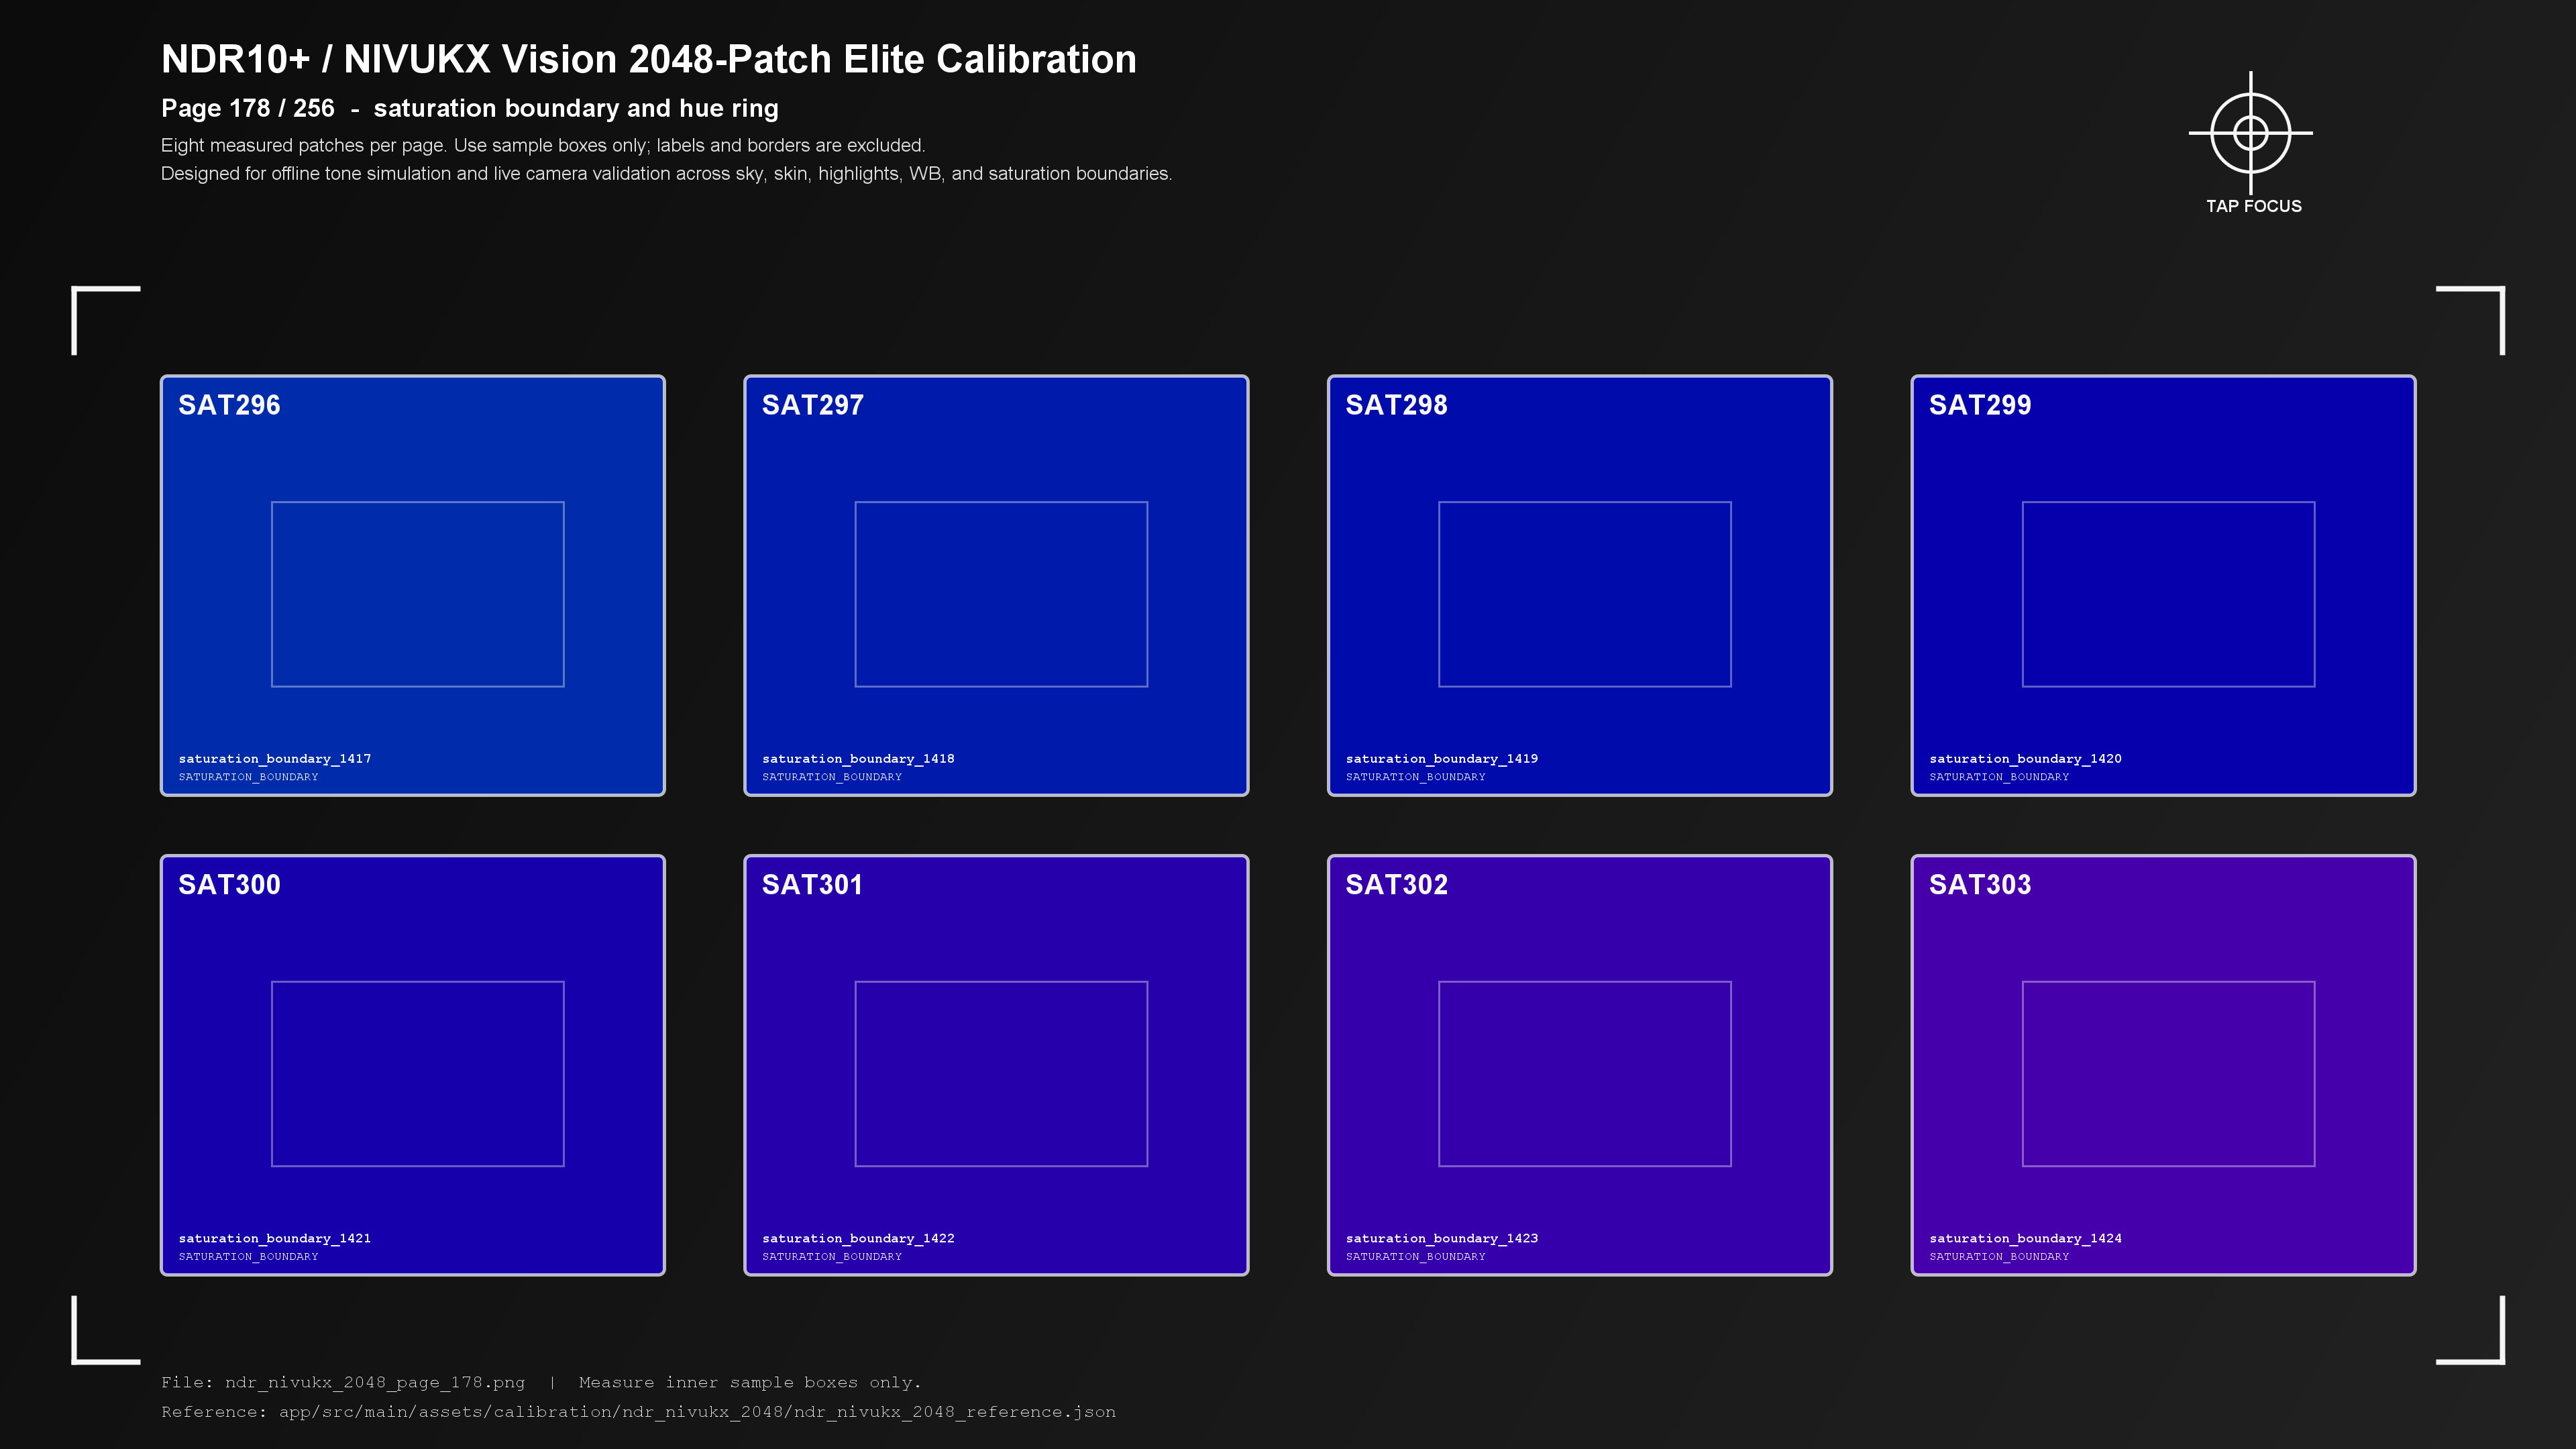 NDR10+ / NIVUKX Vision 2048-Patch Elite Calibration
Page 178 / 256 - saturation boundary and hue ring
Eight measured patches per page. Use sample boxes only; labels and borders are excluded.
Designed for offline tone simulation and live camera validation across sky, skin, highlights, WB, and saturation boundaries.
TAP FOCUS
SAT296
saturation_boundary_1417
SATURATION_BOUNDARY
SAT297
saturation_boundary_1418
SATURATION_BOUNDARY
SAT298
saturation_boundary_1419
SATURATION_BOUNDARY
SAT299
saturation_boundary_1420
SATURATION_BOUNDARY
SAT300
saturation_boundary_1421
SATURATION_BOUNDARY
SAT301
saturation_boundary_1422
SATURATION_BOUNDARY
SAT302
saturation_boundary_1423
SATURATION_BOUNDARY
SAT303
saturation_boundary_1424
SATURATION_BOUNDARY
File: ndr_nivukx_2048_page_178.png | Measure inner sample boxes only.
Reference: app/src/main/assets/calibration/ndr_nivukx_2048/ndr_nivukx_2048_reference.json